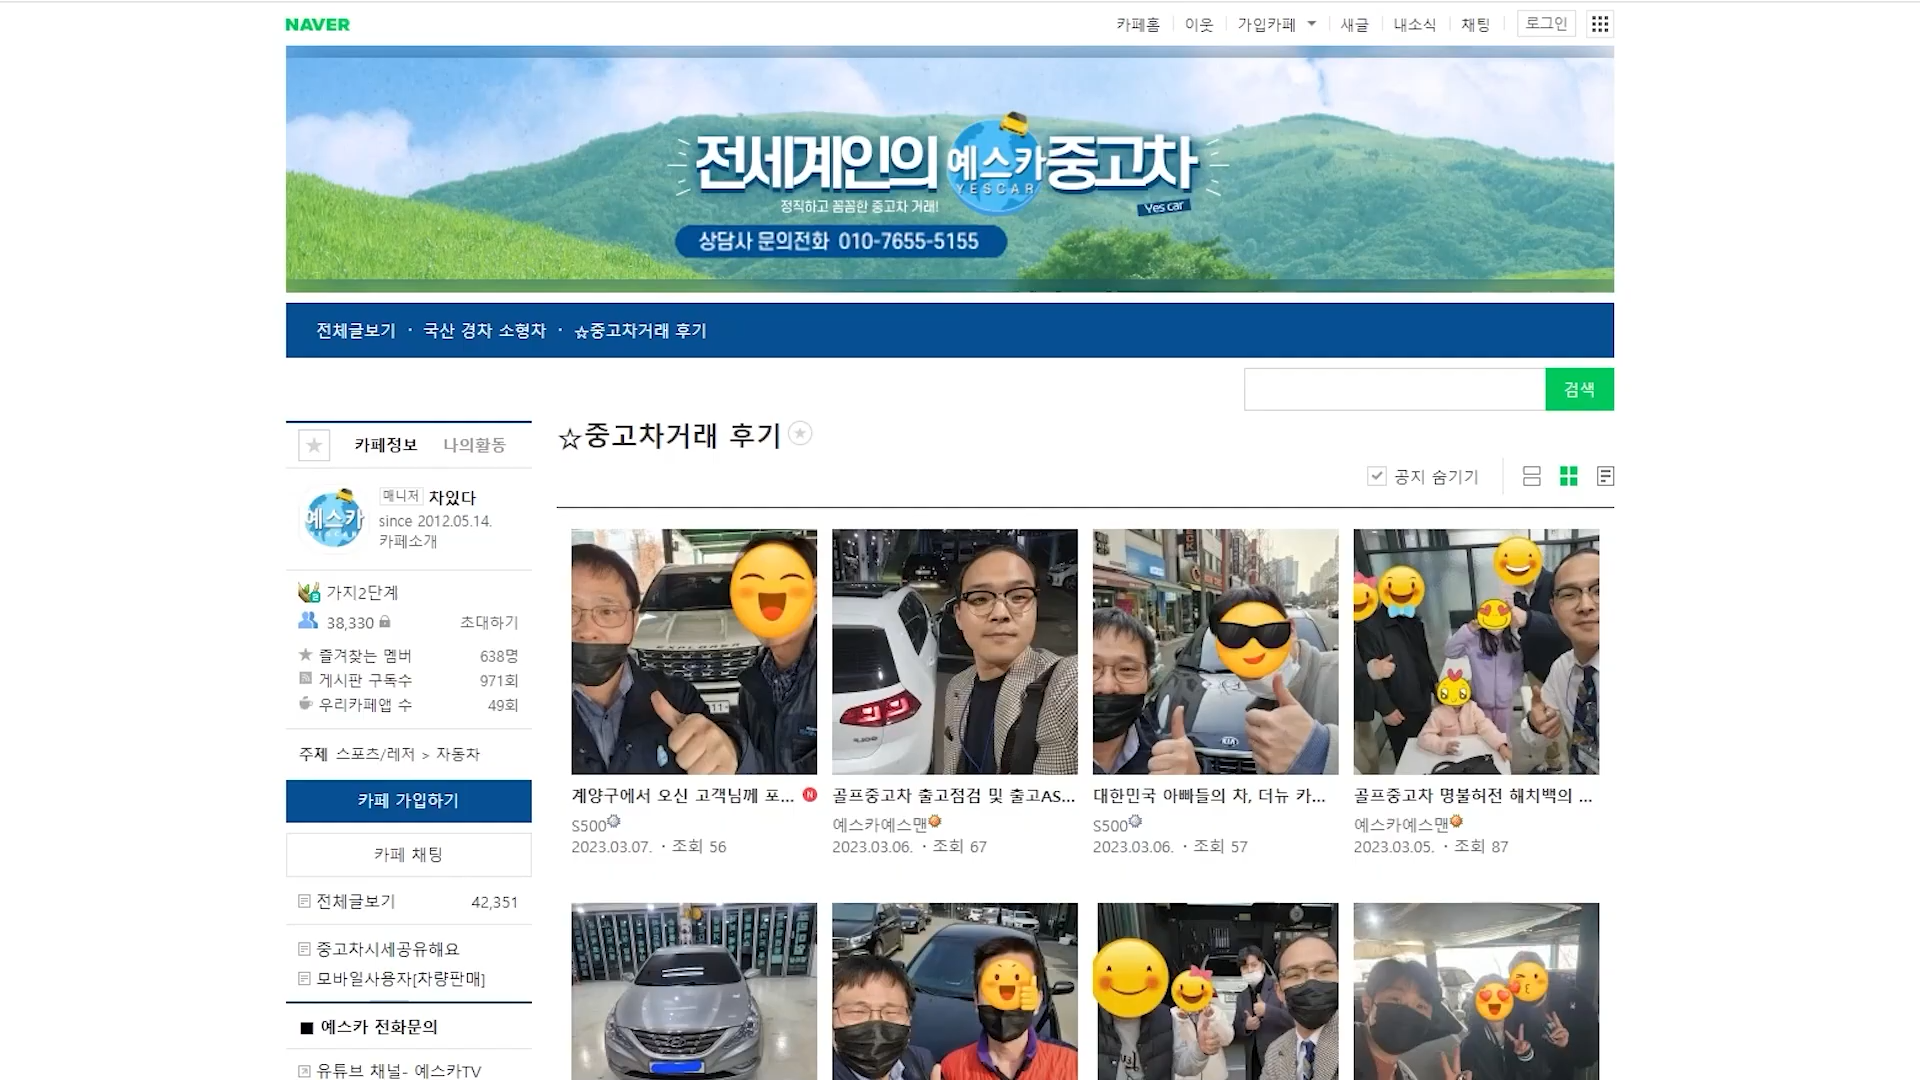 NAVER
카페홈 이웃 가입카페 새글 내소식 채팅 로그인
전세계인의 예스카 중고차
YESCAR
정직하고 꼼꼼한 중고차 거래!
Yes car
상담사 문의전화 010-7655-5155
전체글보기 · 국산 경차 소형차 · ☆중고차거래 후기
검색
카페정보 나의활동
매니저 차있다
since 2012.05.14.
카페소개
예스카
YESCAR
가지2단계
38,330 초대하기
즐겨찾는 멤버 638명
게시판 구독수 971회
우리카페앱 수 49회
주제 스포츠/레저 > 자동차
카페 가입하기
카페 채팅
전체글보기 42,351
중고차시세공유해요
모바일사용자[차량판매]
■ 예스카 전화문의
유튜브 채널- 예스카TV
☆중고차거래 후기
공지 숨기기
EXPLORER
KIA
계양구에서 오신 고객님께 포... N
S500
2023.03.07. · 조회 56
골프중고차 출고점검 및 출고AS...
예스카예스맨
2023.03.06. · 조회 67
대한민국 아빠들의 차, 더뉴 카...
S500
2023.03.06. · 조회 57
골프중고차 명불허전 해치백의 ...
예스카예스맨
2023.03.05. · 조회 87